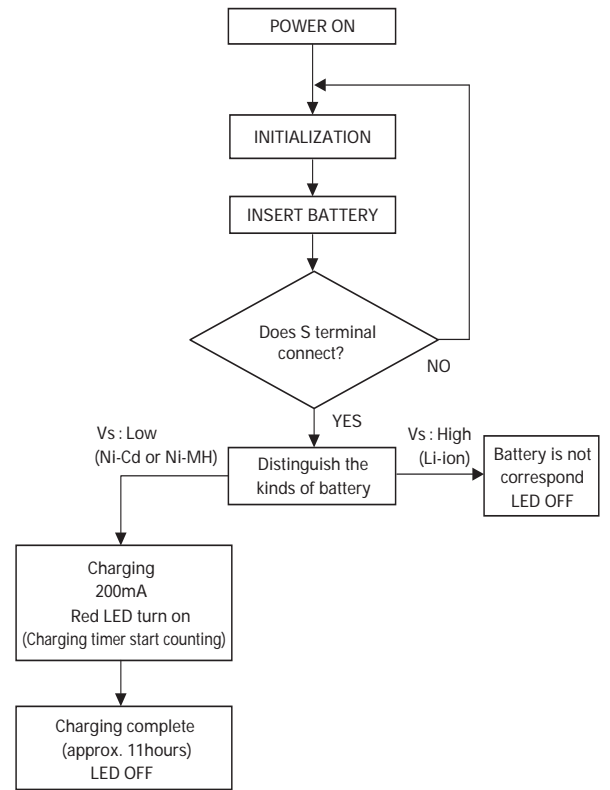 POWER ON
INITIALIZATION
INSERT BATTERY
Does S terminal
connect?
NO
YES
Vs : Low
(Ni-Cd or Ni-MH)
Distinguish the
kinds of battery
Vs : High
(Li-ion)
Battery is not
correspond
LED OFF
Charging
200mA
Red LED turn on
(Charging timer start counting)
Charging complete
(approx. 11hours)
LED OFF